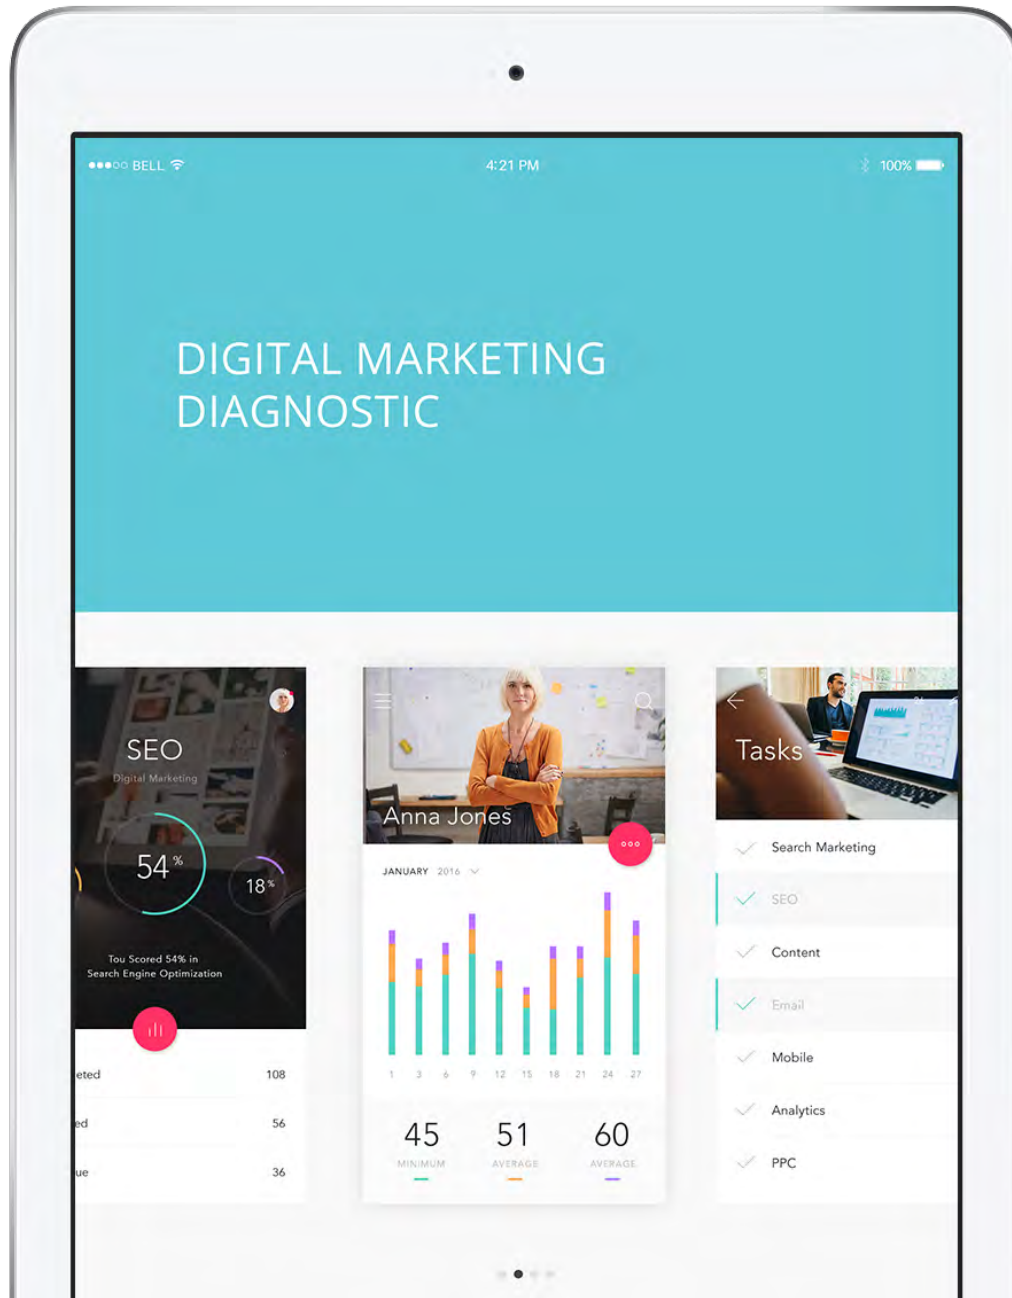 BELL
4:21 PM
100%
DIGITAL MARKETING
DIAGNOSTIC
SEO
Digital Marketing
54%
18%
Tou Scored 54% in
Search Engine Optimization
eted 108
ed 56
ue 36
Anna Jones
JANUARY 2016
1 3 6 9 12 15 18 21 24 27
45 51 60
MINIMUM AVERAGE AVERAGE
Tasks
Search Marketing
SEO
Content
Email
Mobile
Analytics
PPC